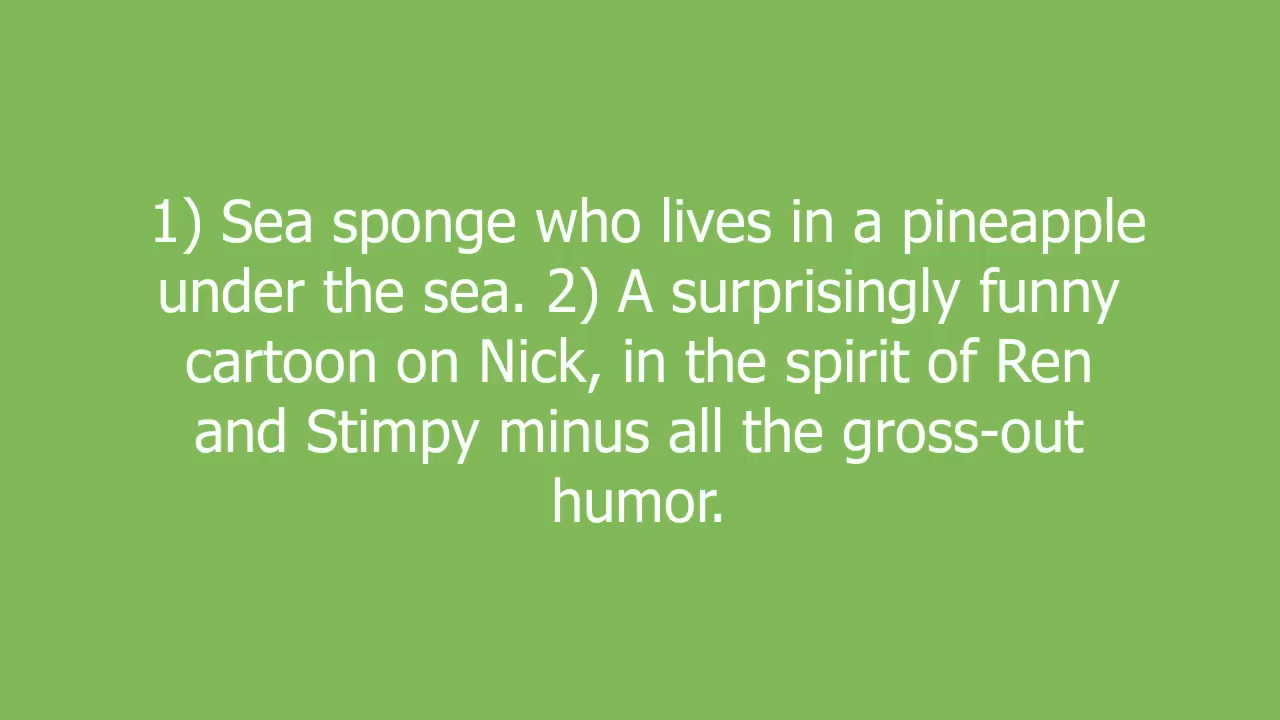 1) Sea sponge who lives in a pineapple
under the sea. 2) A surprisingly funny
cartoon on Nick, in the spirit of Ren
and Stimpy minus all the gross-out
humor.